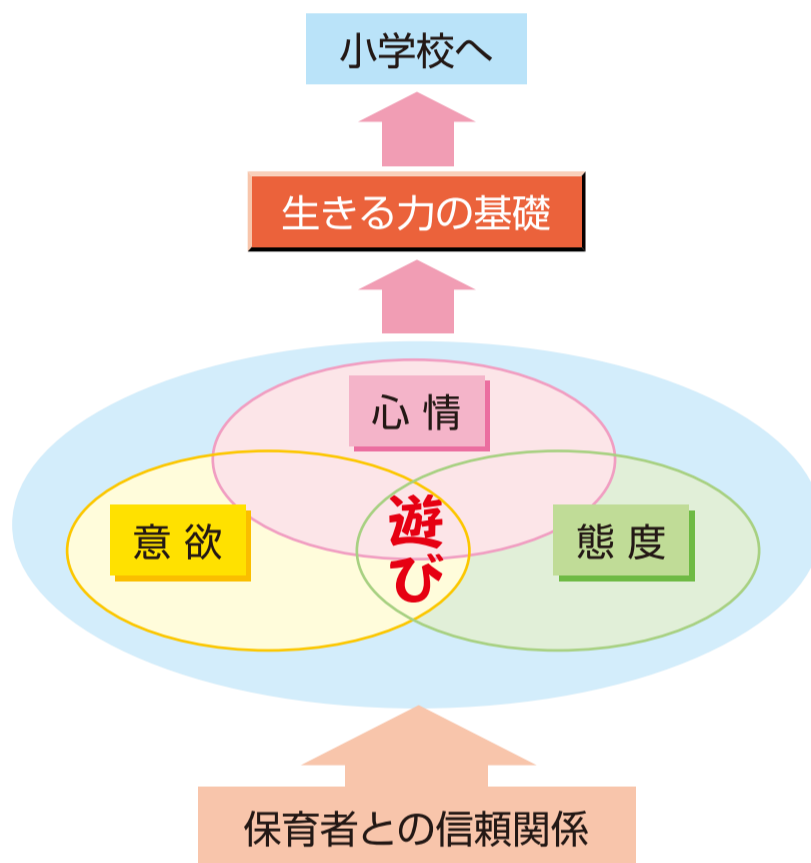 小学校へ
生きる力の基礎
心情
意欲
遊び
態度
保育者との信頼関係